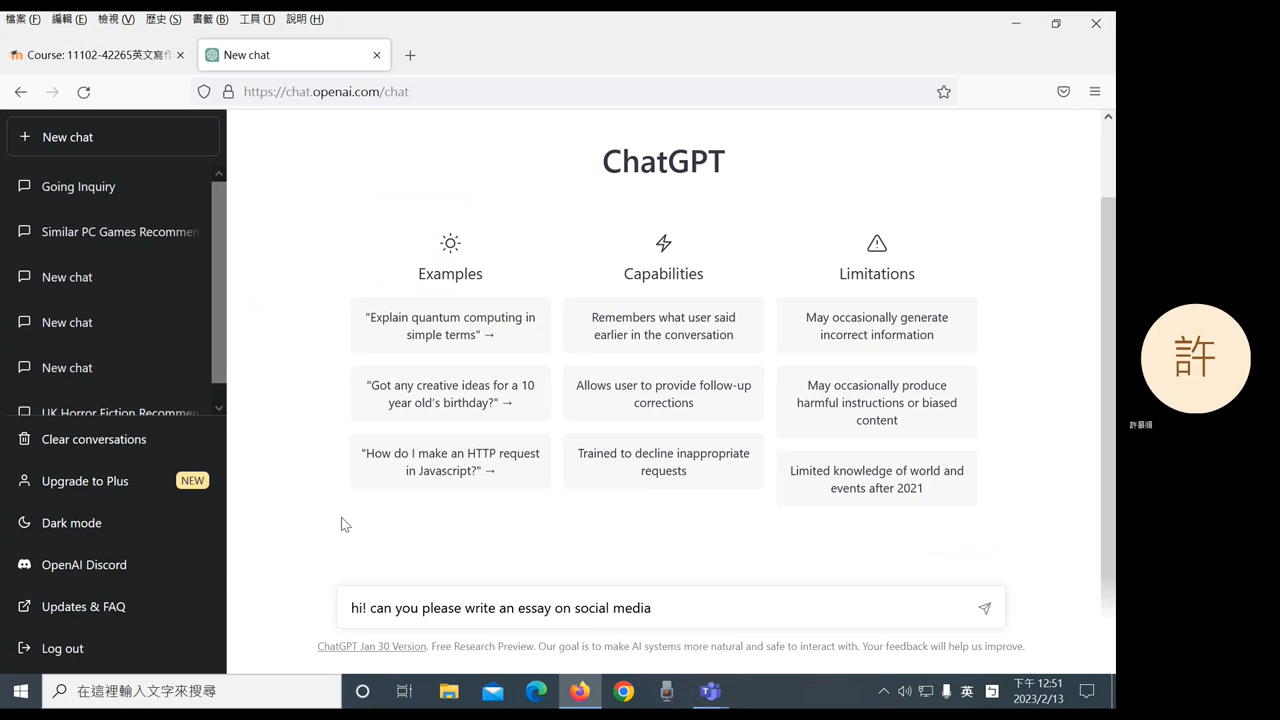 檔案 (F) 編輯 (E) 檢視 (V) 歷史 (S) 書籤 (B) 工具 (T) 說明 (H)
Course: 11102-42265英文寫作
New chat
https://chat.openai.com/chat
New chat
Going Inquiry
Similar PC Games Recommen
New chat
New chat
New chat
UK Horror Fiction Recommen
Clear conversations
Upgrade to Plus NEW
Dark mode
OpenAI Discord
Updates & FAQ
Log out
ChatGPT
Examples
"Explain quantum computing in
simple terms" →
"Got any creative ideas for a 10
year old's birthday?" →
"How do I make an HTTP request
in Javascript?" →
Capabilities
Remembers what user said
earlier in the conversation
Allows user to provide follow-up
corrections
Trained to decline inappropriate
requests
Limitations
May occasionally generate
incorrect information
May occasionally produce
harmful instructions or biased
content
Limited knowledge of world and
events after 2021
hi! can you please write an essay on social media
ChatGPT Jan 30 Version. Free Research Preview. Our goal is to make AI systems more natural and safe to interact with. Your feedback will help us improve.
許
在這裡輸入文字來搜尋
英
下午 12:51
2023/2/13